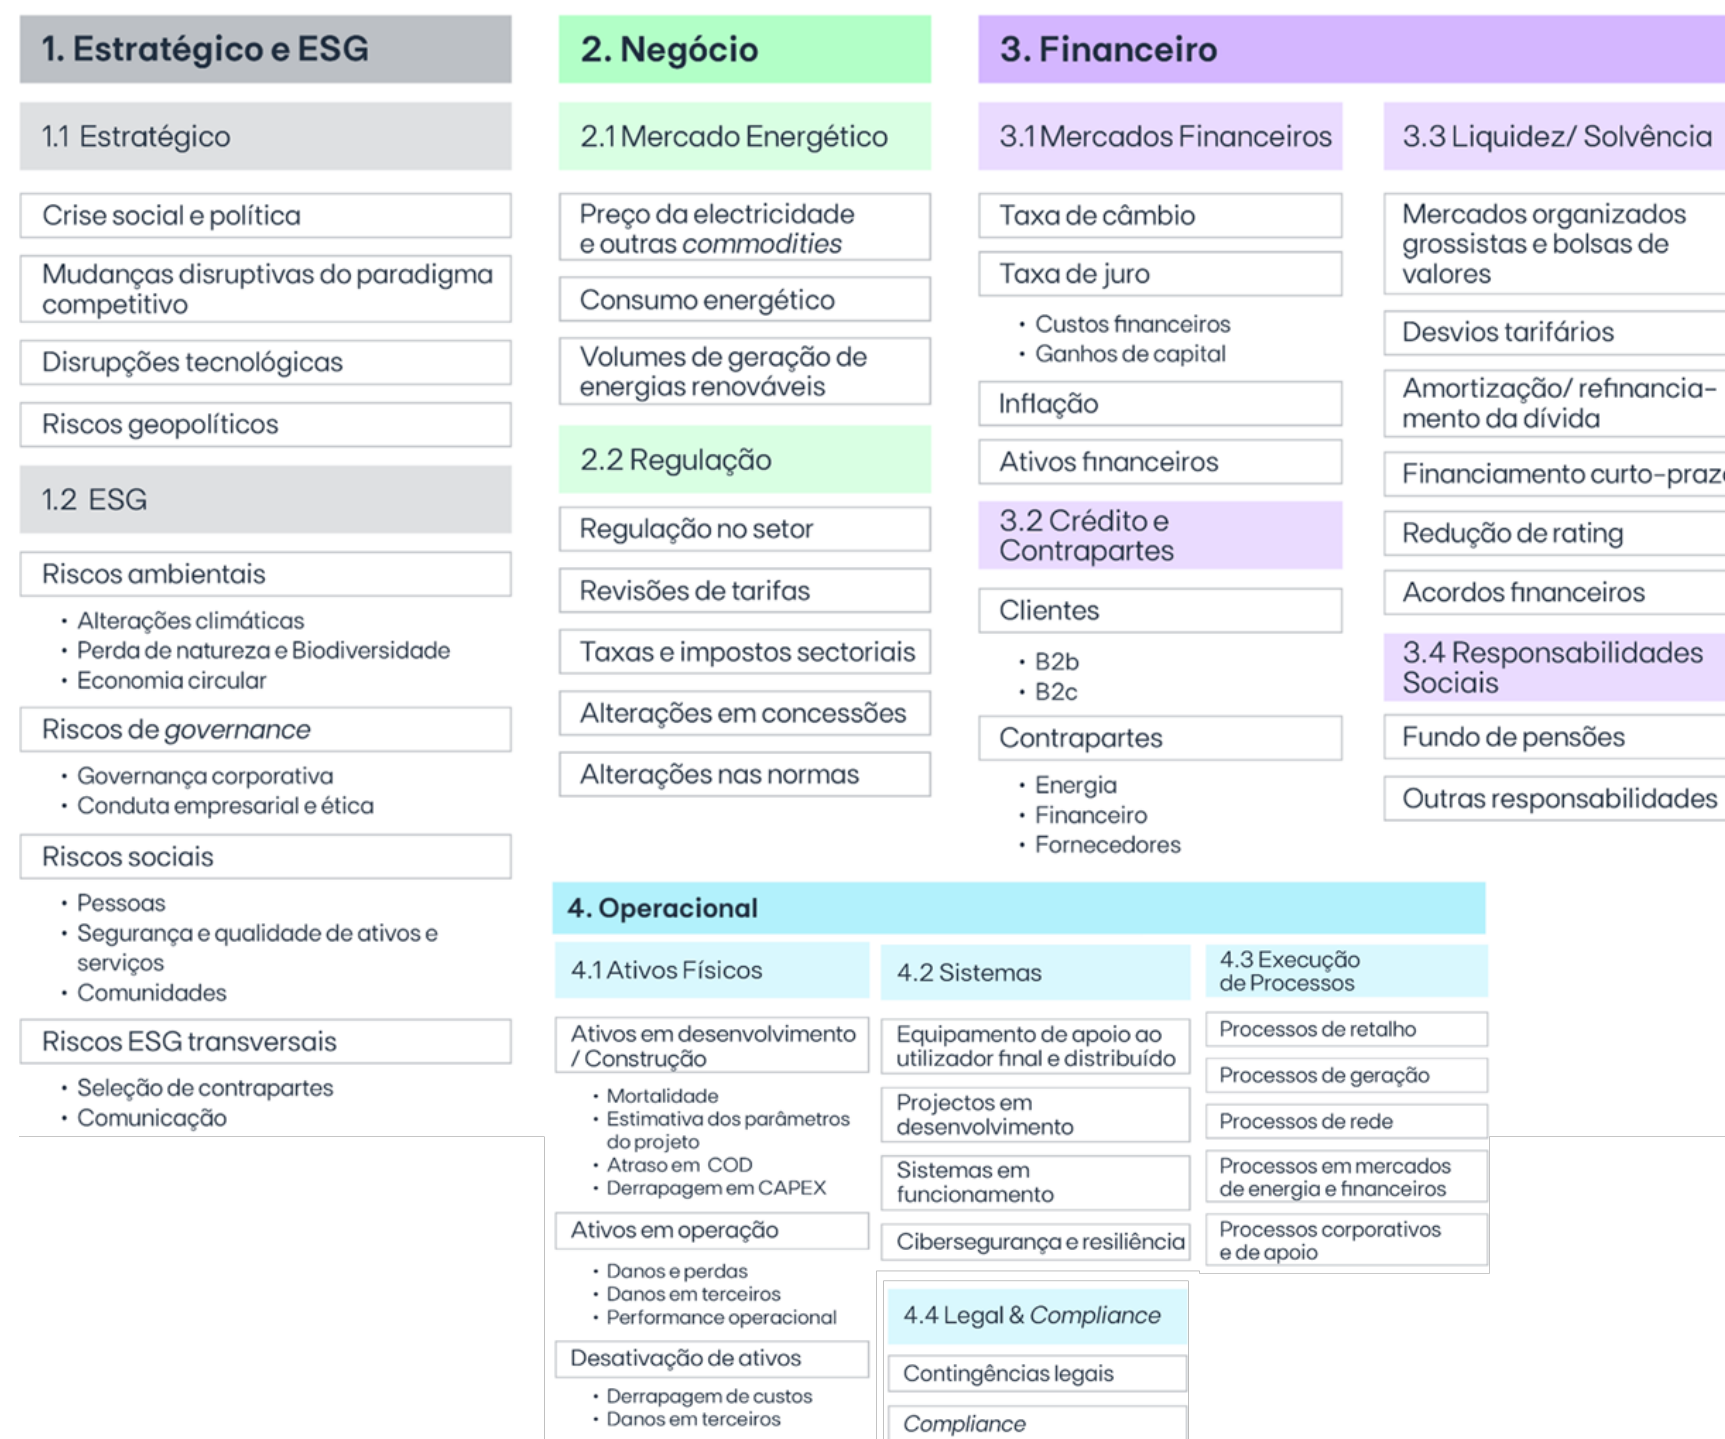 1. Estratégico e ESG
1.1 Estratégico
Crise social e política
Mudanças disruptivas do paradigma
competitivo
Disrupções tecnológicas
Riscos geopolíticos
1.2 ESG
Riscos ambientais
• Alterações climáticas
• Perda de natureza e Biodiversidade
• Economia circular
Riscos de governance
• Governança corporativa
• Conduta empresarial e ética
Riscos sociais
• Pessoas
• Segurança e qualidade de ativos e
serviços
• Comunidades
Riscos ESG transversais
• Seleção de contrapartes
• Comunicação
2. Negócio
2.1 Mercado Energético
Preço da electricidade
e outras commodities
Consumo energético
Volumes de geração de
energias renováveis
2.2 Regulação
Regulação no setor
Revisões de tarifas
Taxas e impostos sectoriais
Alterações em concessões
Alterações nas normas
3. Financeiro
3.1 Mercados Financeiros
Taxa de câmbio
Taxa de juro
• Custos financeiros
• Ganhos de capital
Inflação
Ativos financeiros
3.2 Crédito e
Contrapartes
Clientes
• B2b
• B2c
Contrapartes
• Energia
• Financeiro
• Fornecedores
3.3 Liquidez/ Solvência
Mercados organizados
grossistas e bolsas de
valores
Desvios tarifários
Amortização/ refinancia-
mento da dívida
Financiamento curto-prazo
Redução de rating
Acordos financeiros
3.4 Responsabilidades
Sociais
Fundo de pensões
Outras responsabilidades
4. Operacional
4.1 Ativos Físicos
Ativos em desenvolvimento
/ Construção
• Mortalidade
• Estimativa dos parâmetros
do projeto
• Atraso em COD
• Derrapagem em CAPEX
Ativos em operação
• Danos e perdas
• Danos em terceiros
• Performance operacional
Desativação de ativos
• Derrapagem de custos
• Danos em terceiros
4.2 Sistemas
Equipamento de apoio ao
utilizador final e distribuído
Projectos em
desenvolvimento
Sistemas em
funcionamento
Cibersegurança e resiliência
4.3 Execução
de Processos
Processos de retalho
Processos de geração
Processos de rede
Processos em mercados
de energia e financeiros
Processos corporativos
e de apoio
4.4 Legal & Compliance
Contingências legais
Compliance